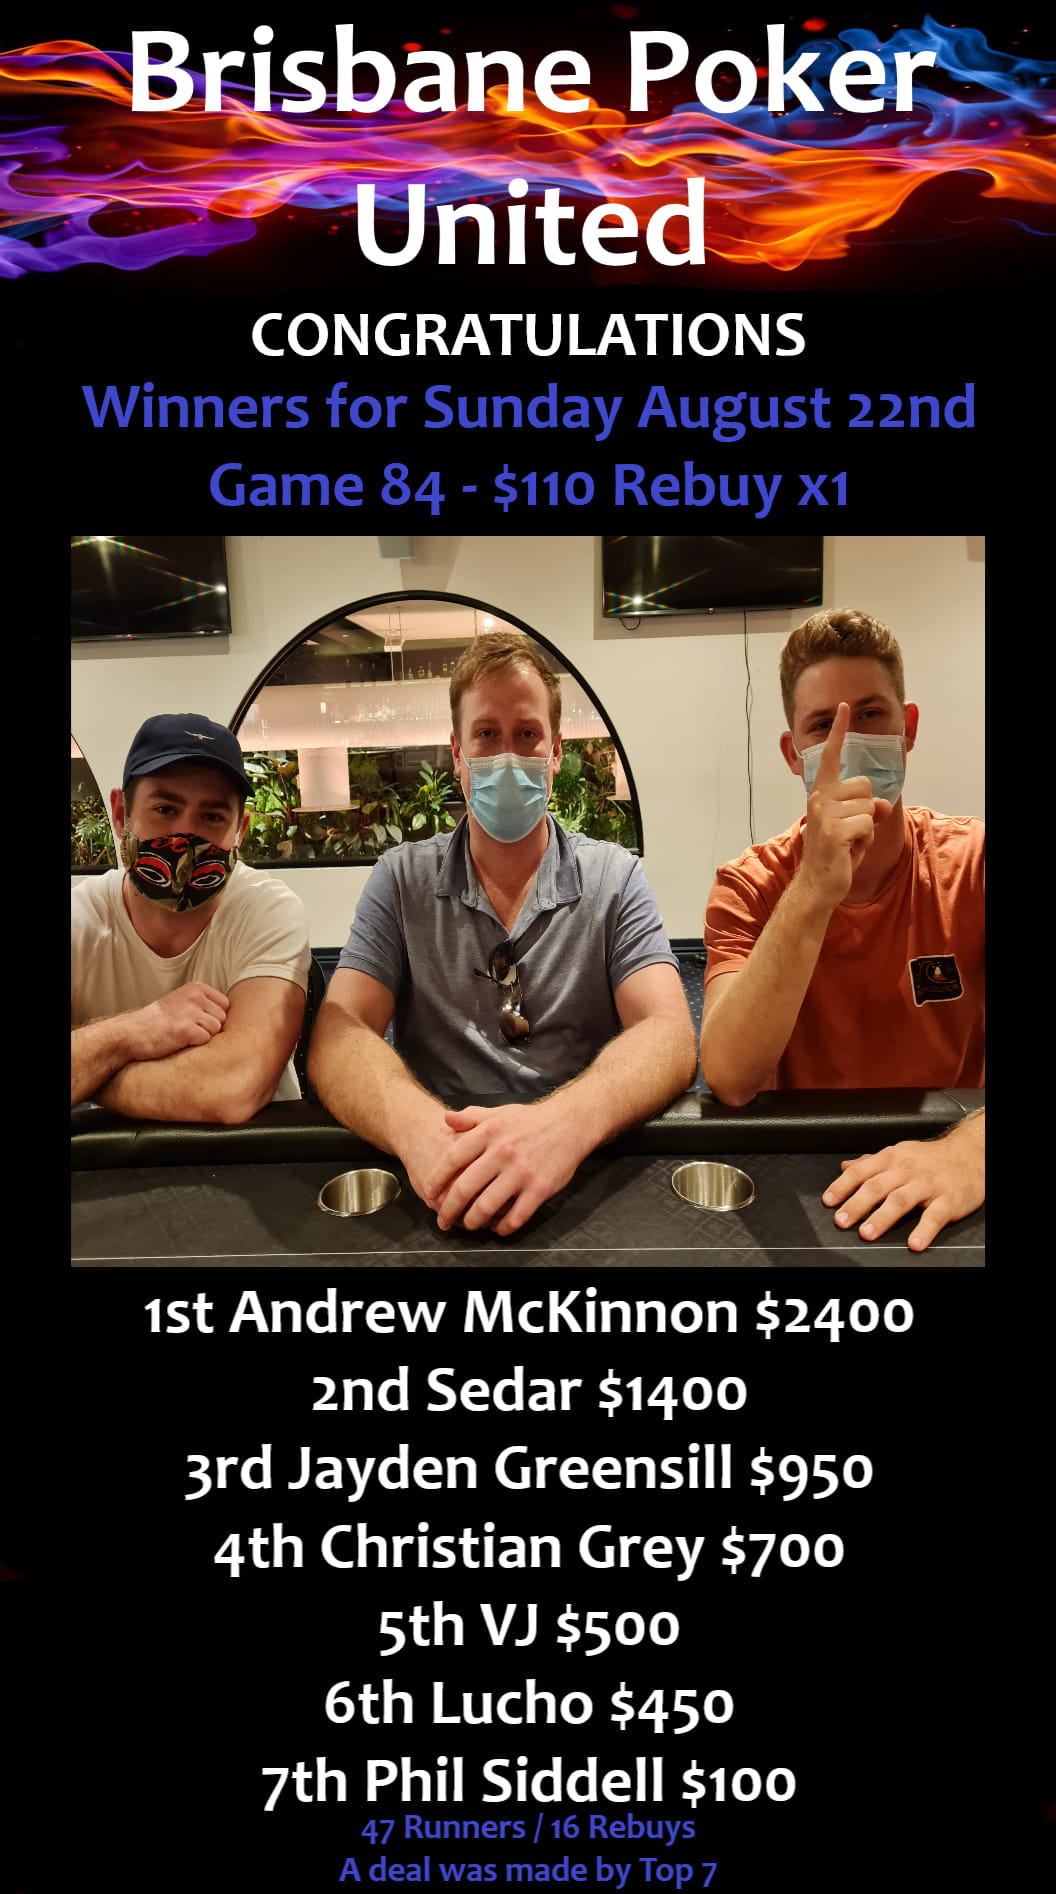 Brisbane Poker
United
CONGRATULATIONS
Winners for Sunday August 22nd
Game 84 - $110 Rebuy x1
1st Andrew McKinnon $2400
2nd Sedar $1400
3rd Jayden Greensill $950
4th Christian Grey $700
5th VJ $500
6th Lucho $450
7th Phil Siddell $100
47 Runners / 16 Rebuys
A deal was made by Top 7